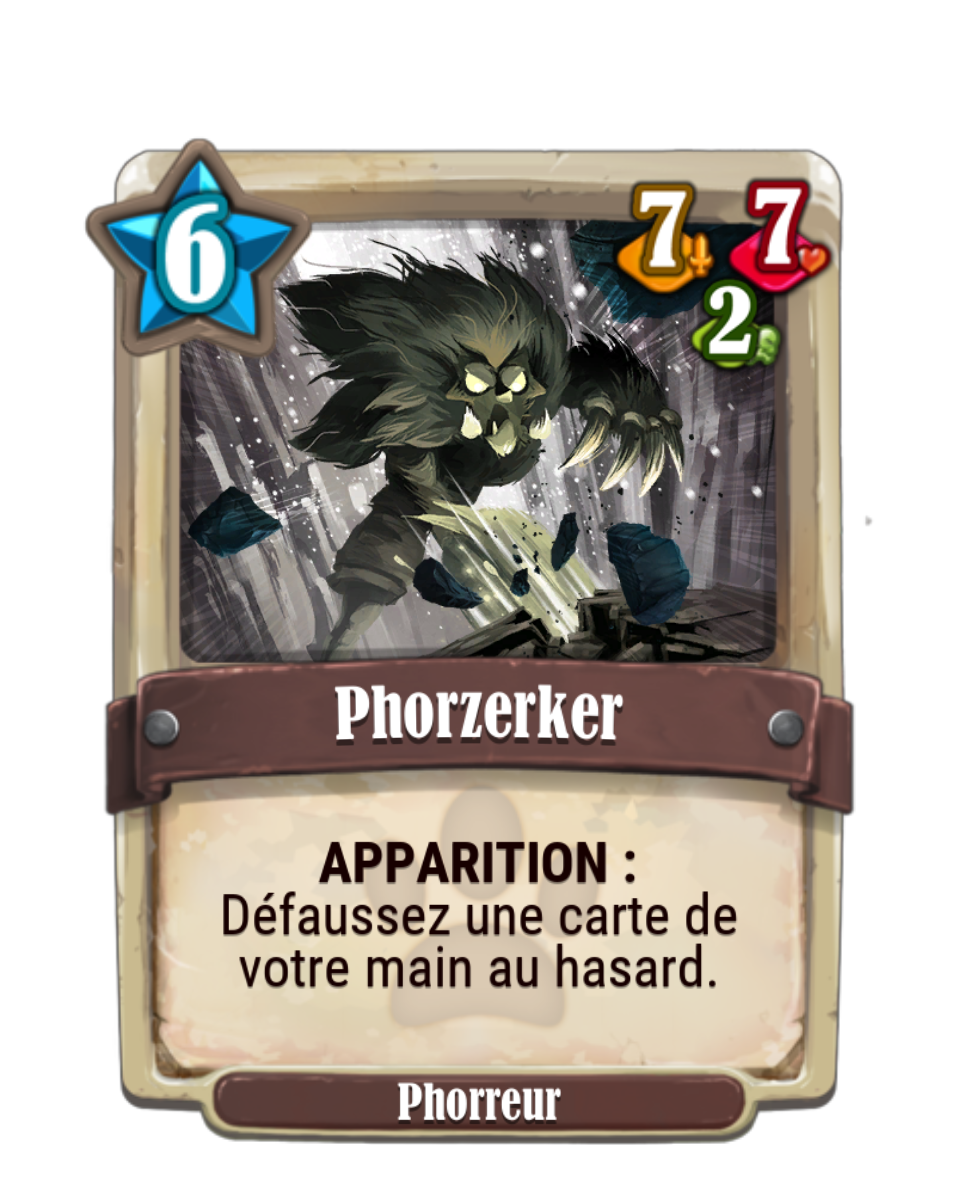 6
7
7
2
Phorzerker
APPARITION :
Défaussez une carte de
votre main au hasard.
Phorreur